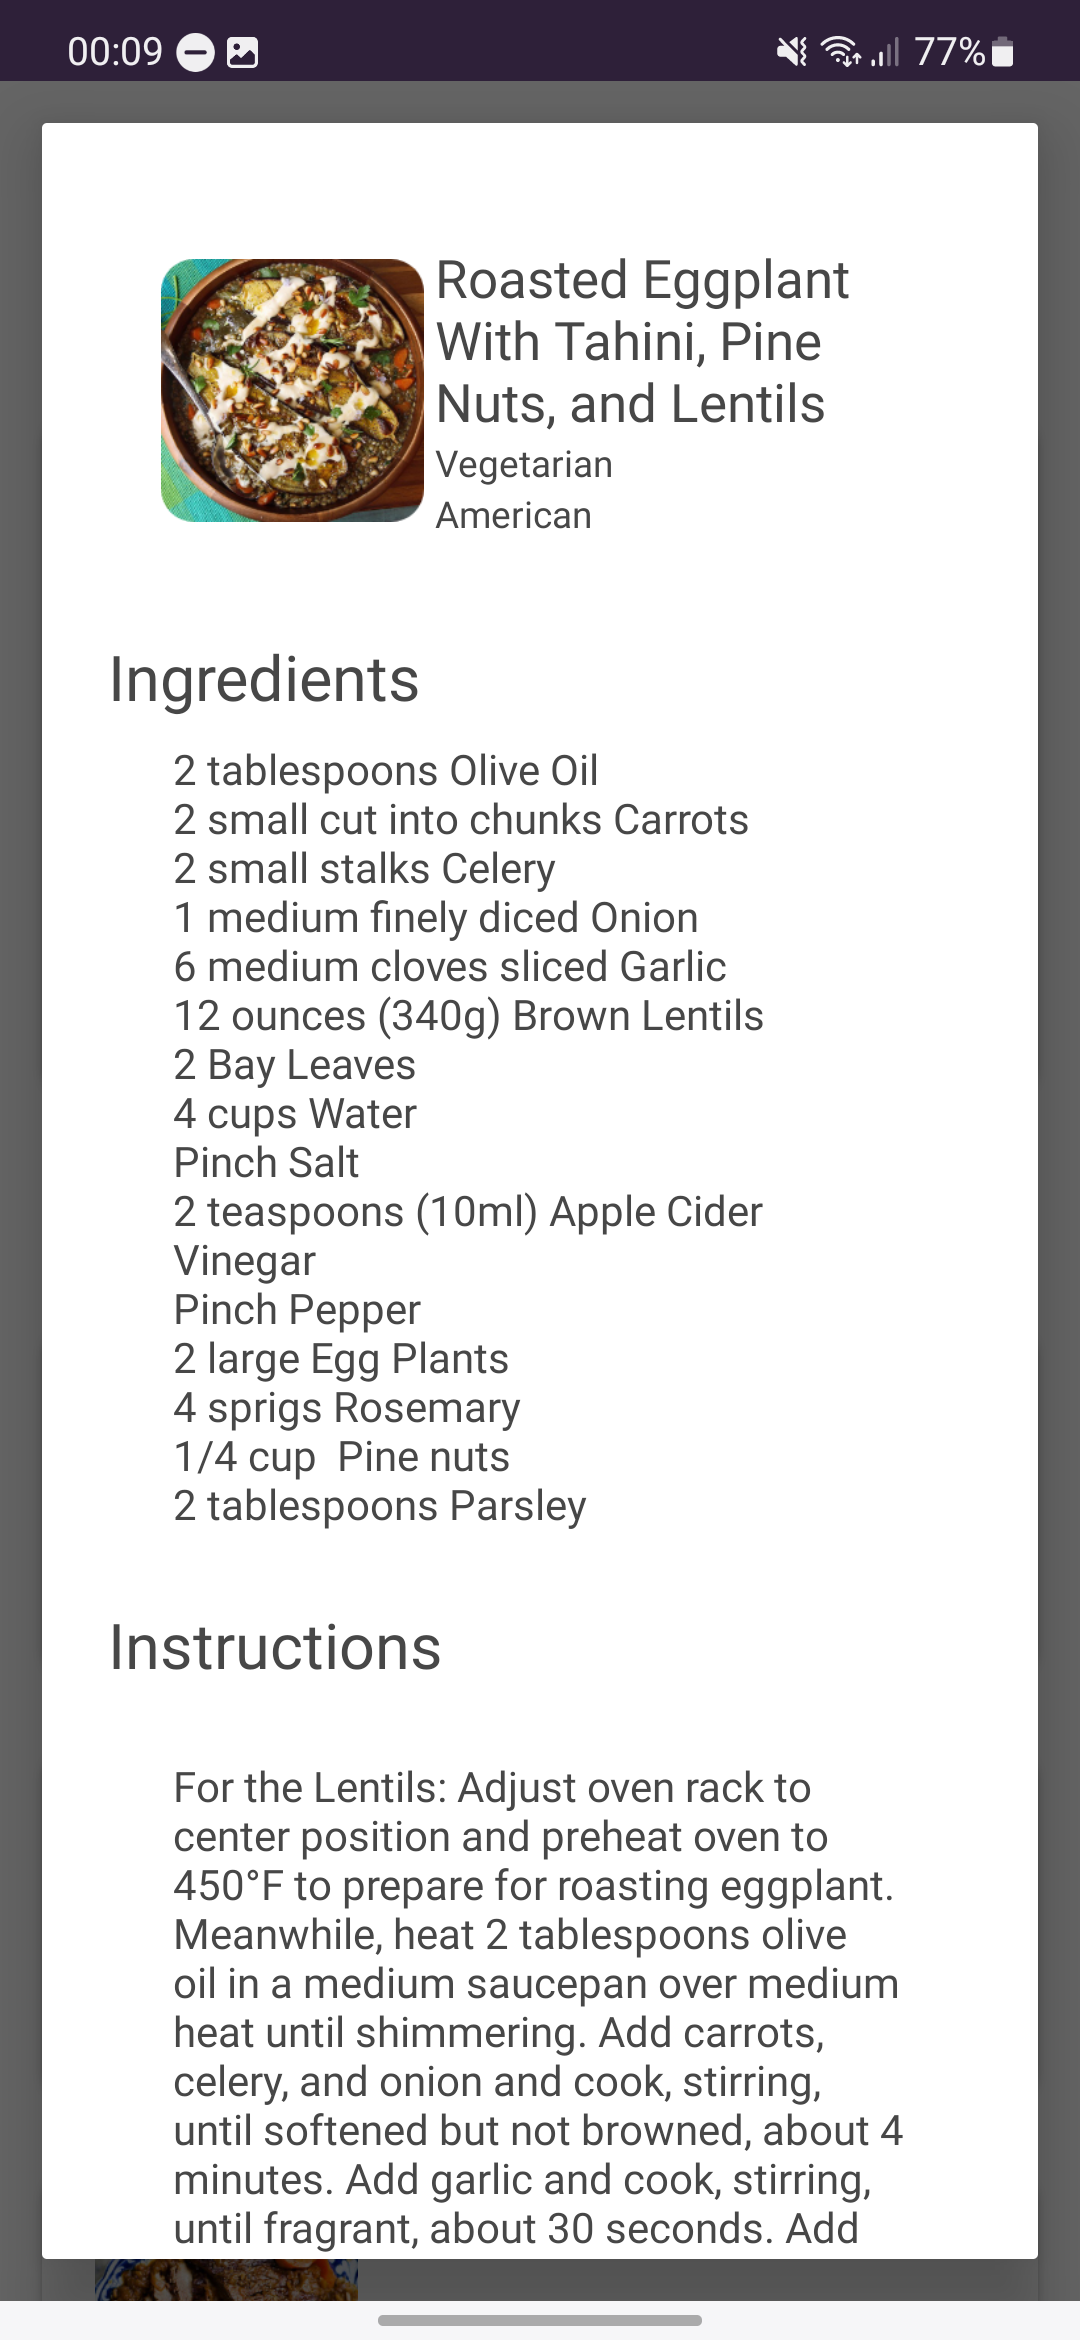 00:09
77%
Roasted Eggplant
With Tahini, Pine
Nuts, and Lentils
Vegetarian
American
Ingredients
2 tablespoons Olive Oil
2 small cut into chunks Carrots
2 small stalks Celery
1 medium finely diced Onion
6 medium cloves sliced Garlic
12 ounces (340g) Brown Lentils
2 Bay Leaves
4 cups Water
Pinch Salt
2 teaspoons (10ml) Apple Cider
Vinegar
Pinch Pepper
2 large Egg Plants
4 sprigs Rosemary
1/4 cup  Pine nuts
2 tablespoons Parsley
Instructions
For the Lentils: Adjust oven rack to
center position and preheat oven to
450°F to prepare for roasting eggplant.
Meanwhile, heat 2 tablespoons olive
oil in a medium saucepan over medium
heat until shimmering. Add carrots,
celery, and onion and cook, stirring,
until softened but not browned, about 4
minutes. Add garlic and cook, stirring,
until fragrant, about 30 seconds. Add